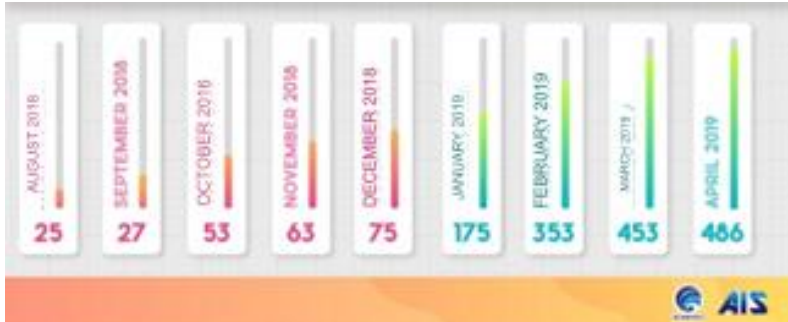 AUGUST 2018
25
SEPTEMBER 2018
27
OCTOBER 2018
53
NOVEMBER 2018
63
DECEMBER 2018
75
JANUARY 2019
175
FEBRUARY 2019
353
MARCH 2019
453
APRIL 2019
486
AIS